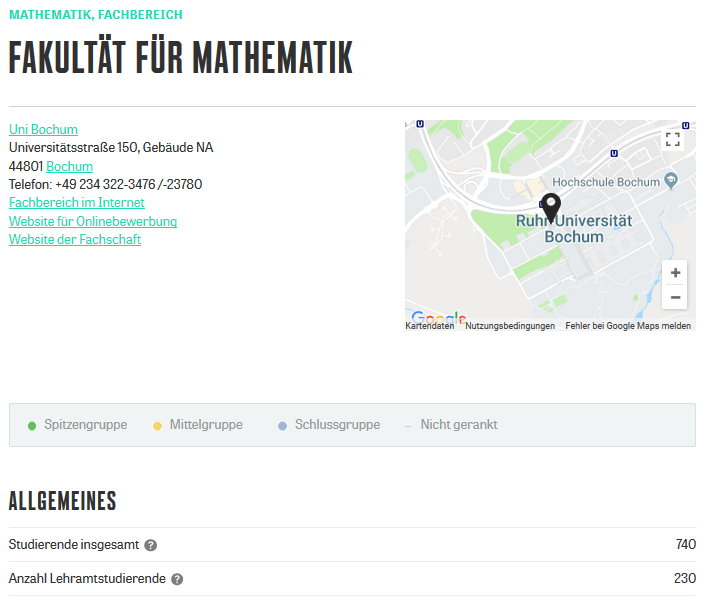 MATHEMATIK, FACHBEREICH
FAKULTÄT FÜR MATHEMATIK
Uni Bochum
Universitätsstraße 150, Gebäude NA
44801 Bochum
Telefon: +49 234 322-3476 /-23780
Fachbereich im Internet
Website für Onlinebewerbung
Website der Fachschaft
U
U
U
Hochschule Bochum
U
Ruhr-Universität
Bochum
+
−
Google
Kartendaten Nutzungsbedingungen Fehler bei Google Maps melden
Spitzengruppe Mittelgruppe Schlussgruppe – Nicht gerankt
ALLGEMEINES
Studierende insgesamt ? 740
Anzahl Lehramtstudierende ? 230